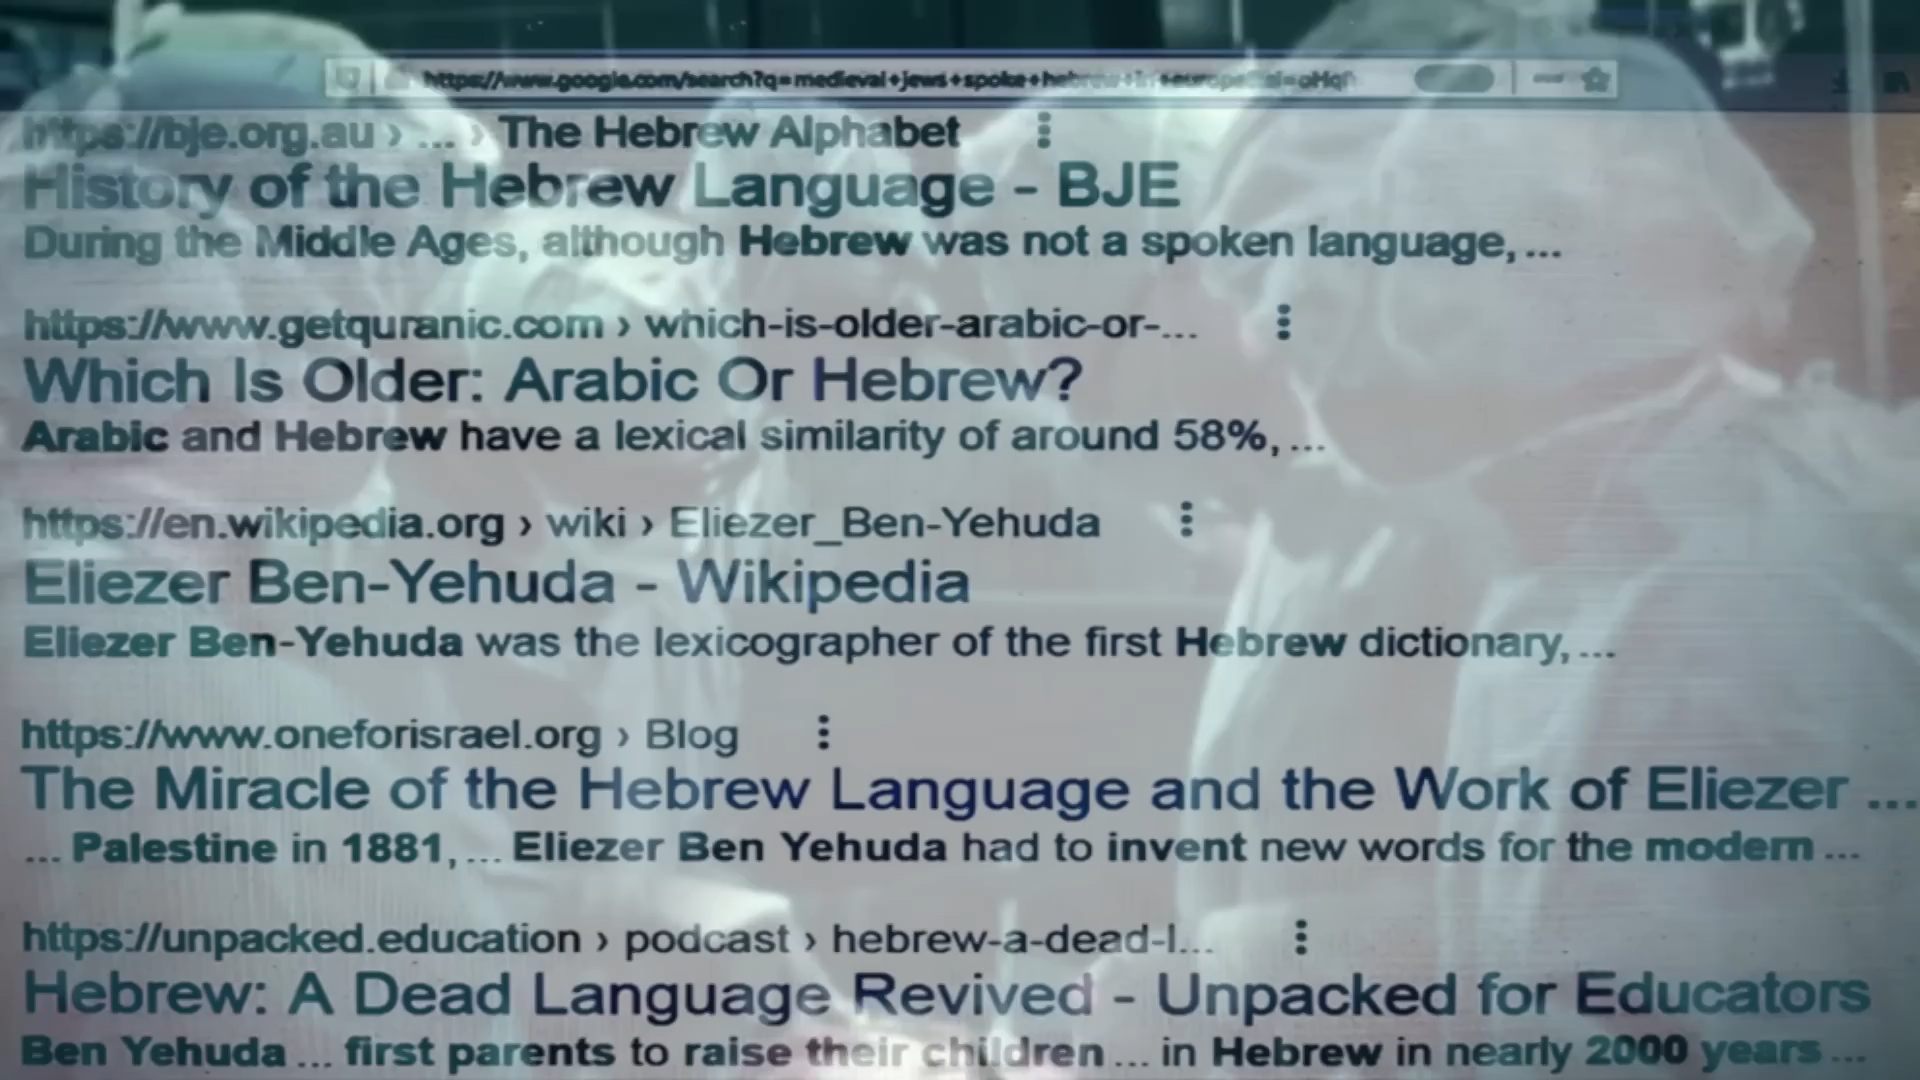 https://www.google.com/search?q=medieval+jews+spoke+hebrew+in+europe
https://bje.org.au › ... › The Hebrew Alphabet
History of the Hebrew Language - BJE
During the Middle Ages, although Hebrew was not a spoken language, ...
https://www.getquranic.com › which-is-older-arabic-or-...
Which Is Older: Arabic Or Hebrew?
Arabic and Hebrew have a lexical similarity of around 58%, ...
https://en.wikipedia.org › wiki › Eliezer_Ben-Yehuda
Eliezer Ben-Yehuda - Wikipedia
Eliezer Ben-Yehuda was the lexicographer of the first Hebrew dictionary, ...
https://www.oneforisrael.org › Blog
The Miracle of the Hebrew Language and the Work of Eliezer ...
... Palestine in 1881, ... Eliezer Ben Yehuda had to invent new words for the modern ...
https://unpacked.education › podcast › hebrew-a-dead-l...
Hebrew: A Dead Language Revived - Unpacked for Educators
Ben Yehuda ... first parents to raise their children ... in Hebrew in nearly 2000 years ...